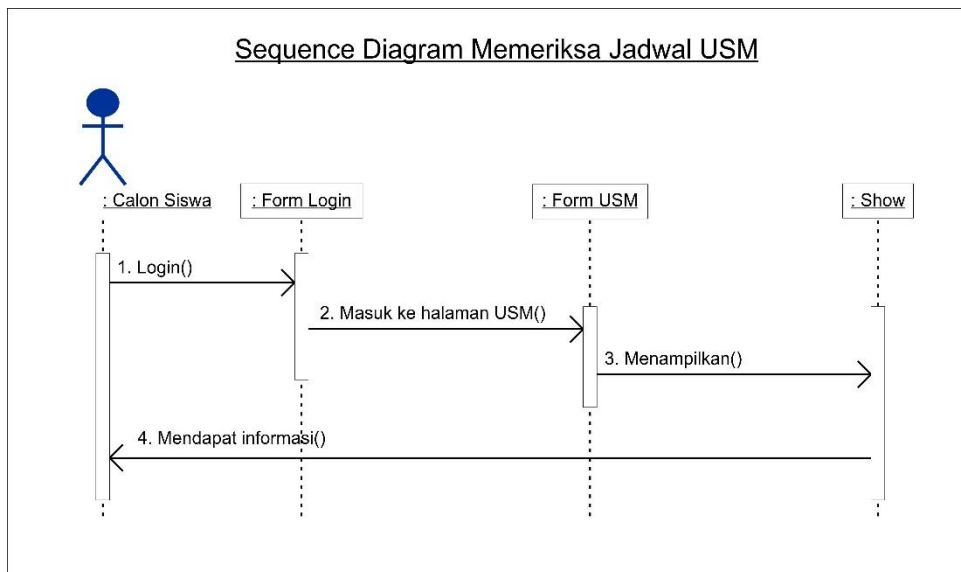 Sequence Diagram Memeriksa Jadwal USM
: Calon Siswa
: Form Login
: Form USM
: Show
1. Login()
2. Masuk ke halaman USM()
3. Menampilkan()
4. Mendapat informasi()